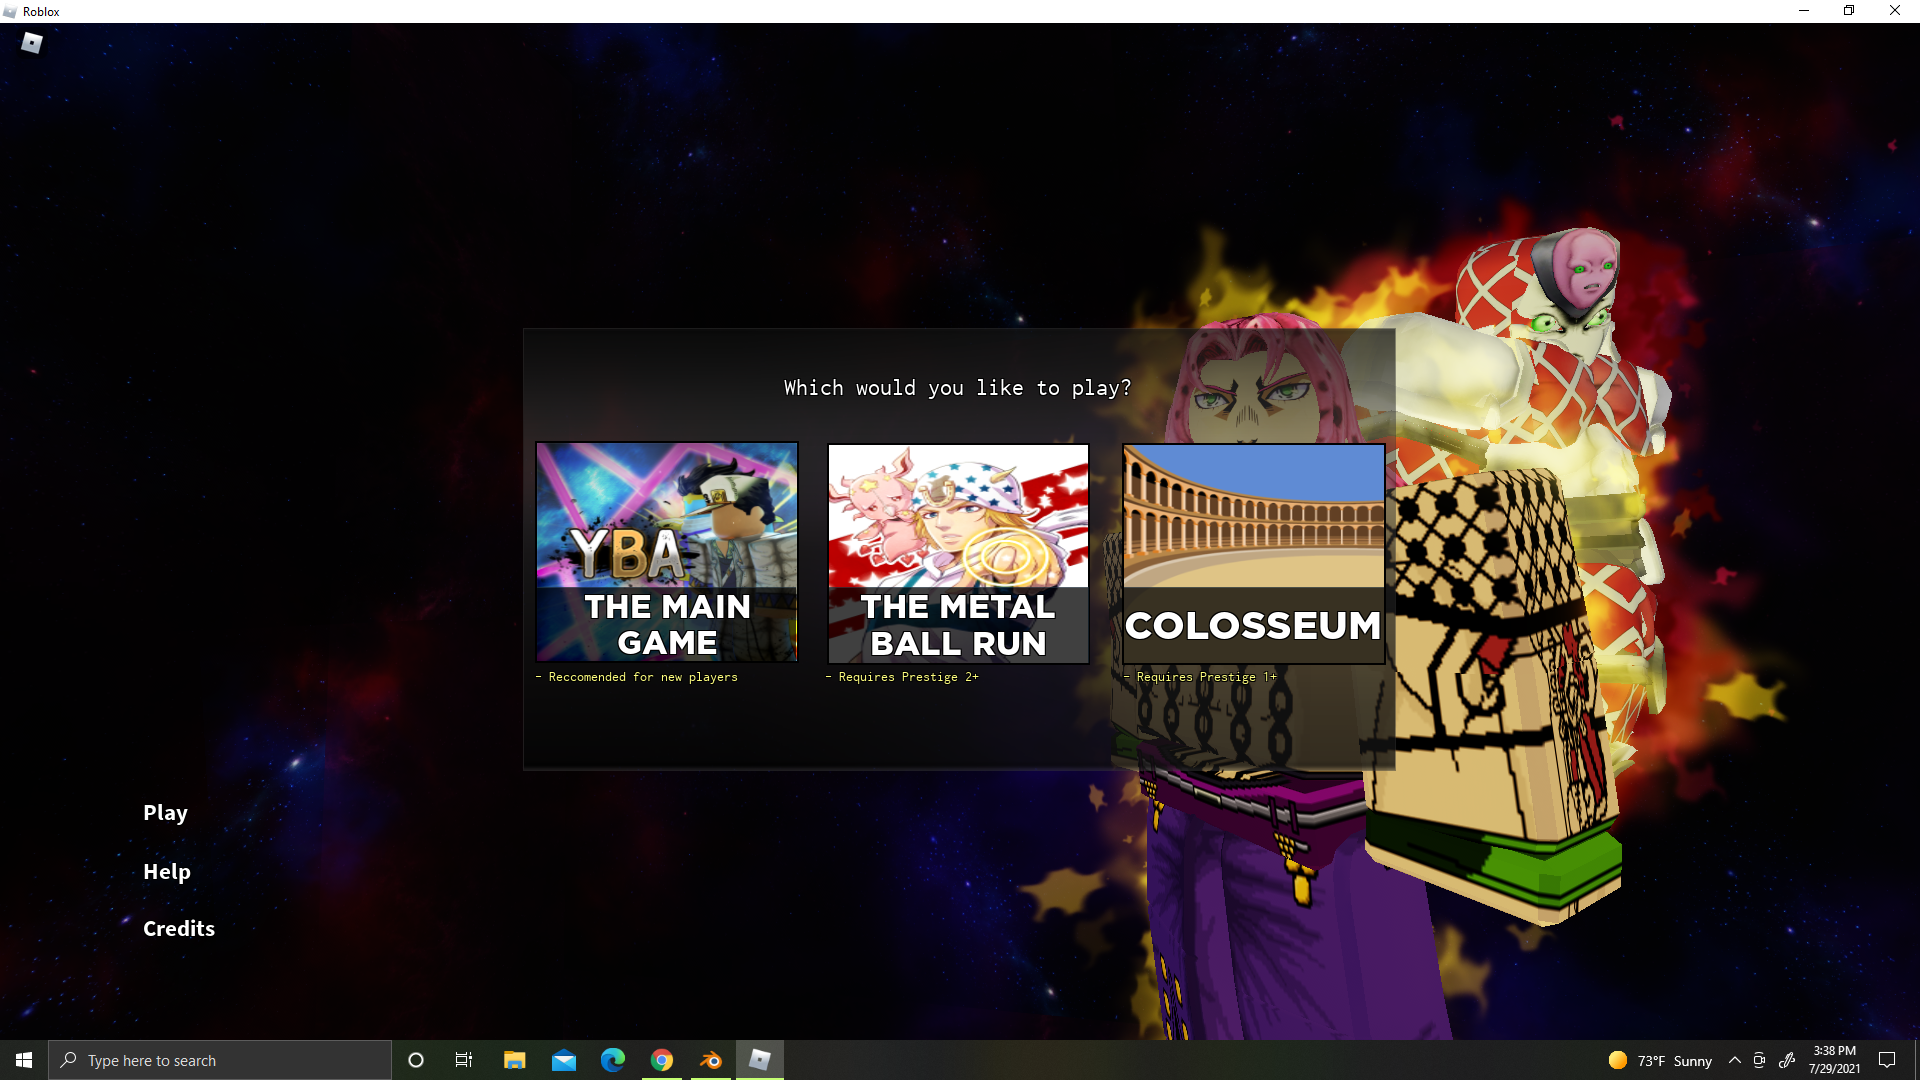 Roblox
Which would you like to play?
YBA
THE MAIN
GAME
THE METAL
BALL RUN
COLOSSEUM
- Reccomended for new players
- Requires Prestige 2+
- Requires Prestige 1+
Play
Help
Credits
Type here to search
73°F Sunny
3:38 PM
7/29/2021